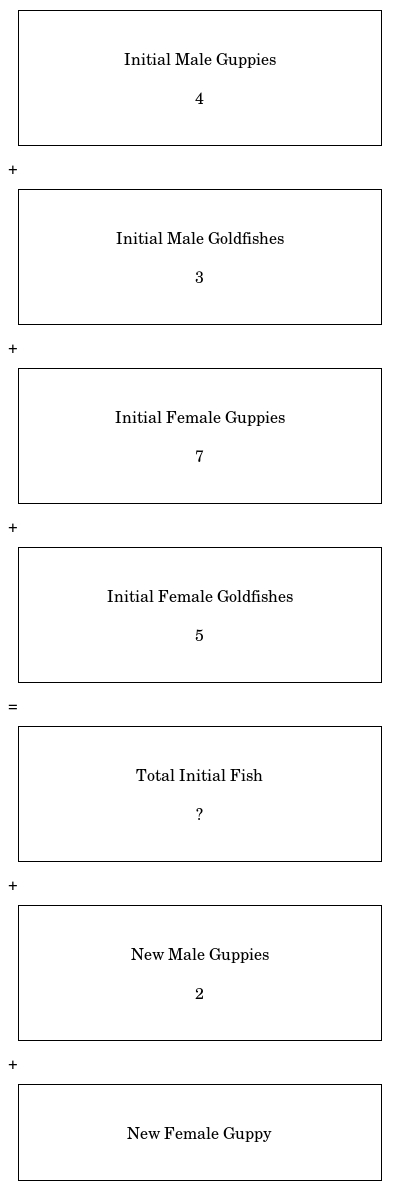 Initial Male Guppies
4
+
Initial Male Goldfishes
3
+
Initial Female Guppies
7
+
Initial Female Goldfishes
5
=
Total Initial Fish
?
+
New Male Guppies
2
+
New Female Guppy